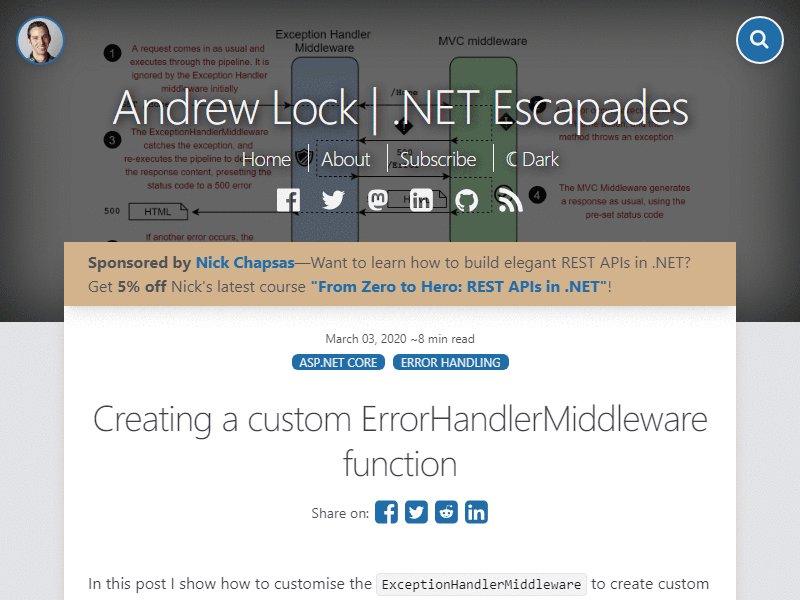 Exception Handler
Middleware
MVC middleware
1
A request comes in as usual and
executes through the pipeline. It is
ignored by the Exception Handler
middleware initially
Andrew Lock | .NET Escapades
3
The ExceptionHandlerMiddleware
catches the exception, and
re-executes the pipeline to
the response content, presetting the
status code to a 500 error
method throws an exception
Home
About
Subscribe
Dark
4
The MVC Middleware generates
a response as usual, using the
pre-set status code
500
HTML
If another error occurs, the
Sponsored by Nick Chapsas—Want to learn how to build elegant REST APIs in .NET?
Get 5% off Nick's latest course "From Zero to Hero: REST APIs in .NET"!
March 03, 2020 ~8 min read
ASP.NET CORE
ERROR HANDLING
Creating a custom ErrorHandlerMiddleware
function
Share on:
In this post I show how to customise the ExceptionHandlerMiddleware to create custom